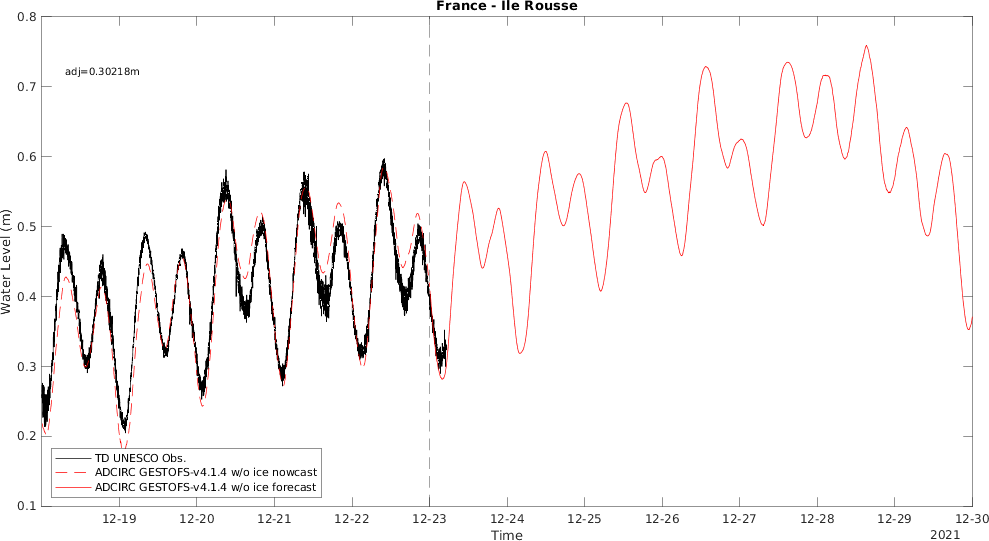 France - Ile Rousse
adj=0.30218m
Water Level (m)
0.8
0.7
0.6
0.5
0.4
0.3
0.2
0.1
TD UNESCO Obs.
ADCIRC GESTOFS-v4.1.4 w/o ice nowcast
ADCIRC GESTOFS-v4.1.4 w/o ice forecast
12-19 12-20 12-21 12-22 12-23 12-24 12-25 12-26 12-27 12-28 12-29 12-30
Time
2021